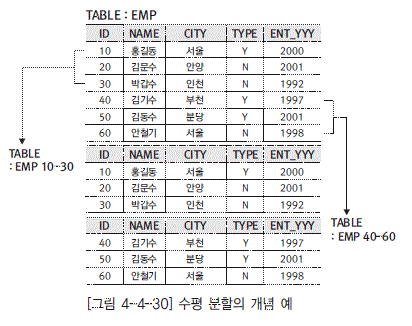 TABLE : EMP
ID NAME CITY TYPE ENT_YYY
10 홍길동 서울 Y 2000
20 김문수 안양 N 2001
30 박갑수 인천 N 1992
40 김기수 부천 Y 1997
50 김동수 분당 Y 2001
60 안철기 서울 N 1998
TABLE
: EMP 10~30
ID NAME CITY TYPE ENT_YYY
10 홍길동 서울 Y 2000
20 김문수 안양 N 2001
30 박갑수 인천 N 1992
TABLE
: EMP 40~60
ID NAME CITY TYPE ENT_YYY
40 김기수 부천 Y 1997
50 김동수 분당 Y 2001
60 안철기 서울 N 1998
[그림 4-4-30] 수평 분할의 개념 예